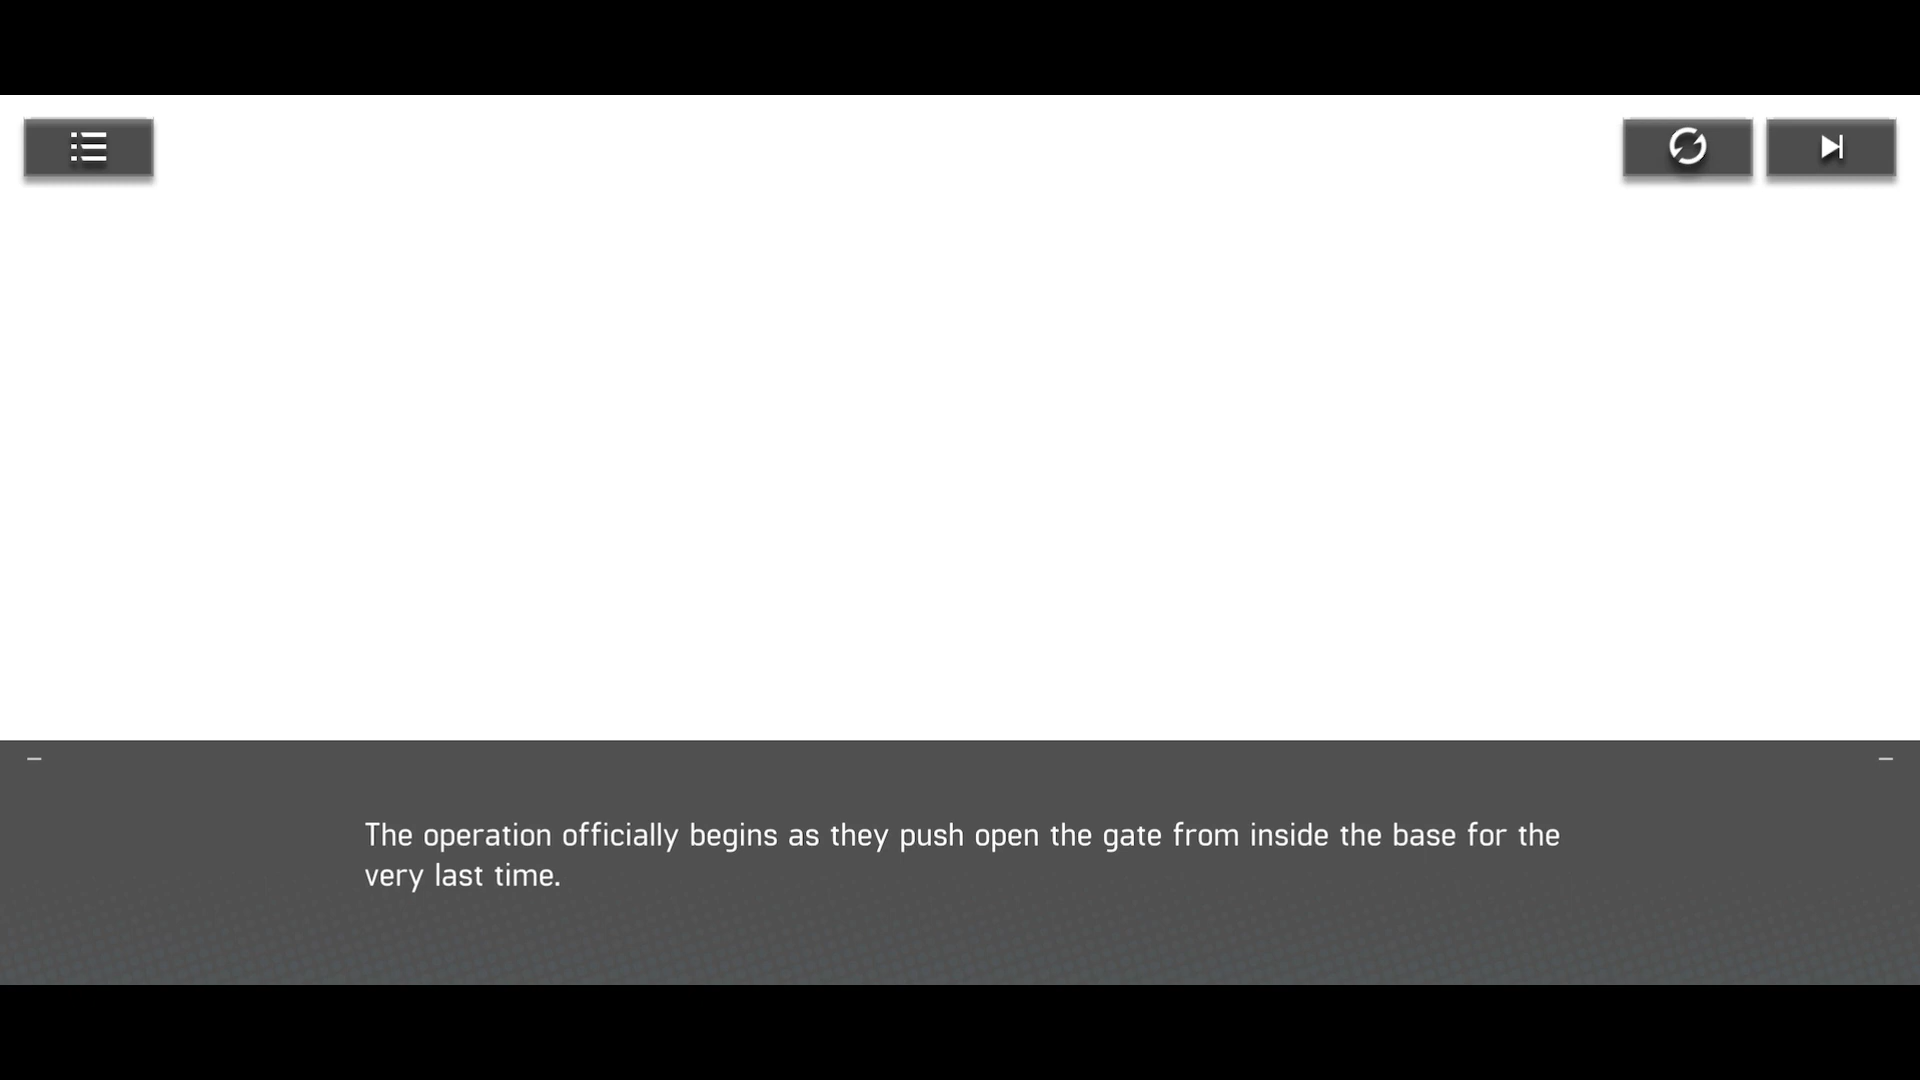 The operation officially begins as they push open the gate from inside the base for the
very last time.